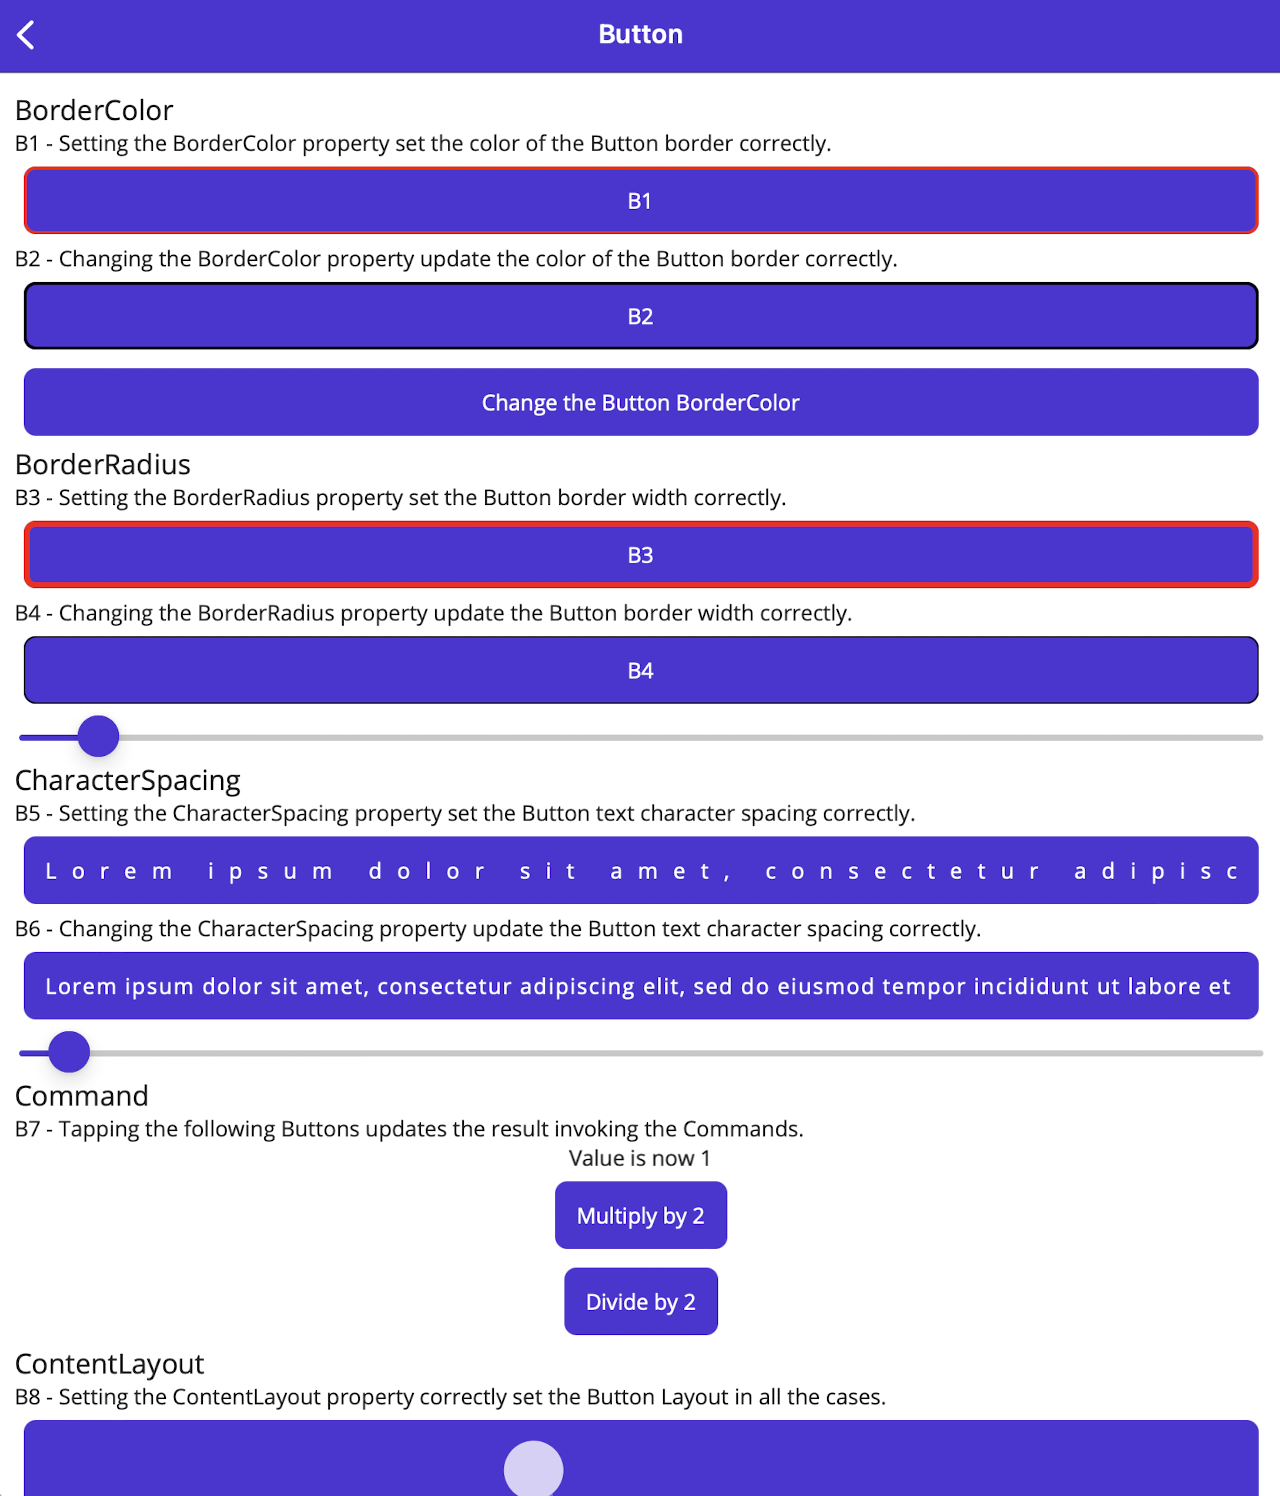 Button
BorderColor
B1 - Setting the BorderColor property set the color of the Button border correctly.
B1
B2 - Changing the BorderColor property update the color of the Button border correctly.
B2
Change the Button BorderColor
BorderRadius
B3 - Setting the BorderRadius property set the Button border width correctly.
B3
B4 - Changing the BorderRadius property update the Button border width correctly.
B4
CharacterSpacing
B5 - Setting the CharacterSpacing property set the Button text character spacing correctly.
Lorem ipsum dolor sit amet, consectetur adipisc
B6 - Changing the CharacterSpacing property update the Button text character spacing correctly.
Lorem ipsum dolor sit amet, consectetur adipiscing elit, sed do eiusmod tempor incididunt ut labore et
Command
B7 - Tapping the following Buttons updates the result invoking the Commands.
Value is now 1
Multiply by 2
Divide by 2
ContentLayout
B8 - Setting the ContentLayout property correctly set the Button Layout in all the cases.